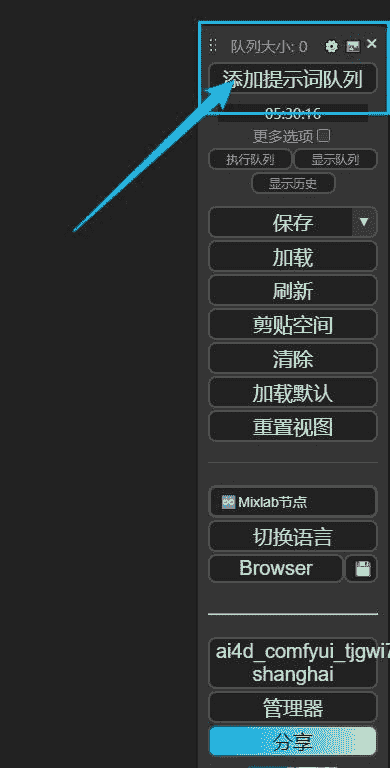 队列大小: 0
添加提示词队列
05:30:16
更多选项
执行队列 显示队列
显示历史
保存
加载
刷新
剪贴空间
清除
加载默认
重置视图
Mixlab节点
切换语言
Browser
ai4d_comfyui_tjgwi7
shanghai
管理器
分享